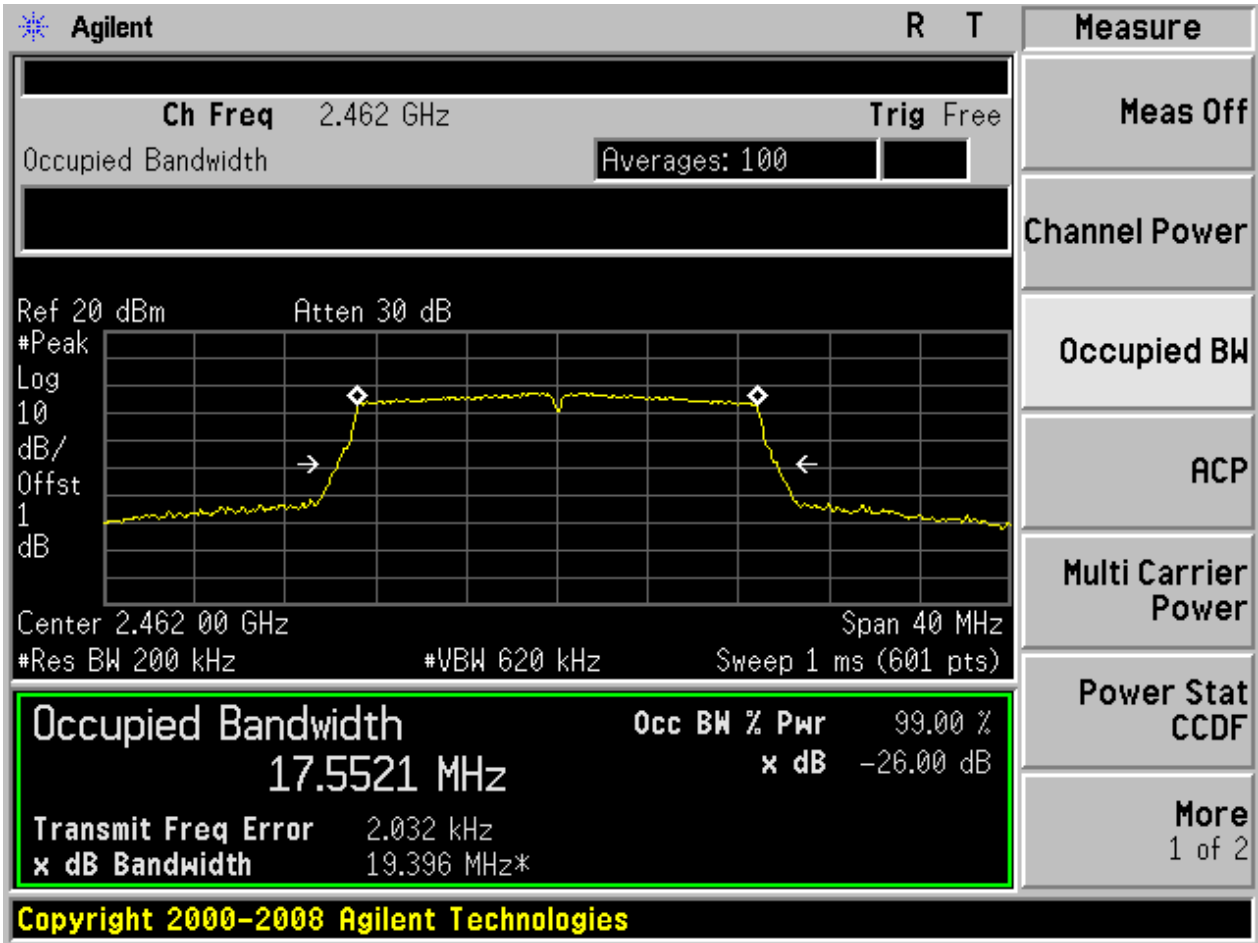 Agilent R T
Ch Freq 2.462 GHz Trig Free
Occupied Bandwidth Averages: 100
Ref 20 dBm Atten 30 dB
#Peak
Log
10
dB/
Offst
1
dB
Center 2.462 00 GHz Span 40 MHz
#Res BW 200 kHz #VBW 620 kHz Sweep 1 ms (601 pts)
Occupied Bandwidth Occ BW % Pwr 99.00 %
17.5521 MHz x dB -26.00 dB
Transmit Freq Error 2.032 kHz
x dB Bandwidth 19.396 MHz*
Copyright 2000-2008 Agilent Technologies
Measure
Meas Off
Channel Power
Occupied BW
ACP
Multi Carrier
Power
Power Stat
CCDF
More
1 of 2